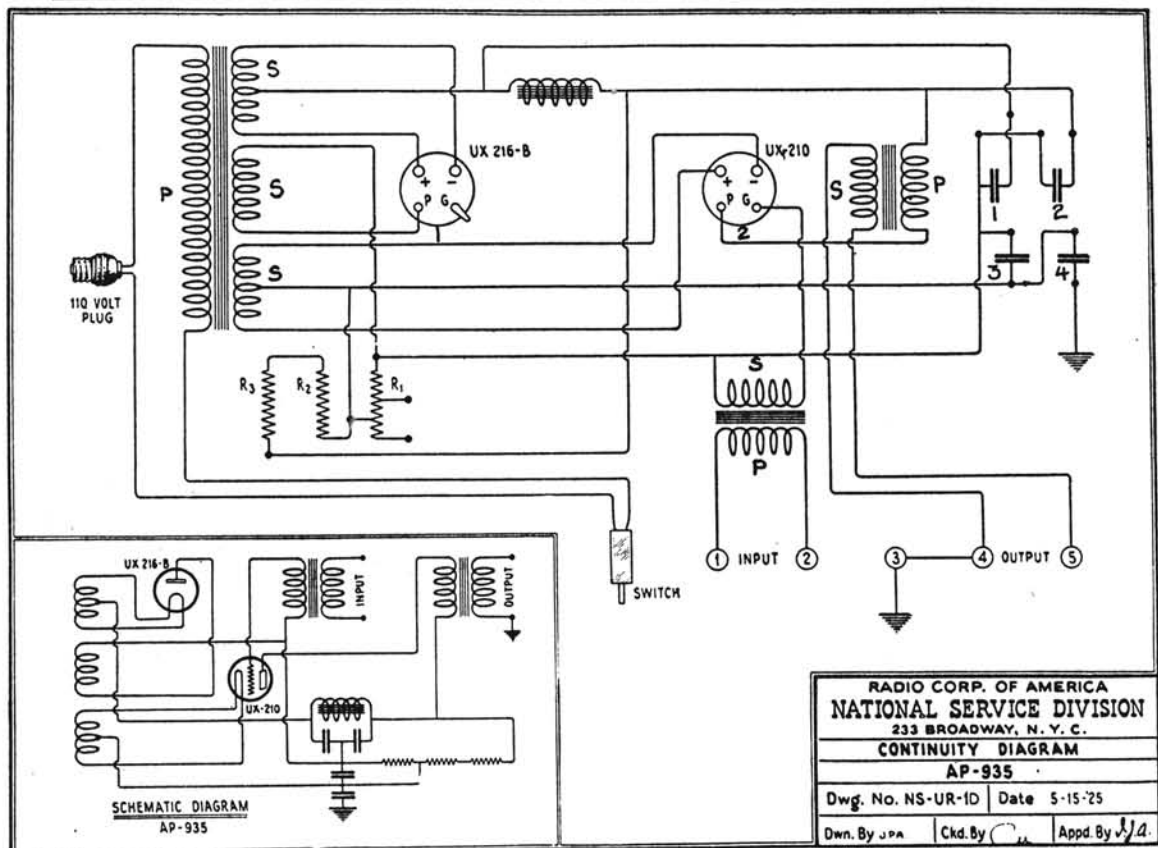 S
UX 216-B
UX-210
+ -
P G
1
+ -
P G
2
P
S
S
P
S
1
2
3
4
110 VOLT
PLUG
R3
R2
R1
S
P
1 INPUT 2
3
4 OUTPUT 5
SWITCH
UX 216-B
INPUT
OUTPUT
UX-210
SCHEMATIC DIAGRAM
AP-935
RADIO CORP. OF AMERICA
NATIONAL SERVICE DIVISION
233 BROADWAY, N. Y. C.
CONTINUITY DIAGRAM
AP-935
Dwg. No. NS-UR-1D Date 5-15-'25
Dwn. By JPA Ckd. By Appd. By